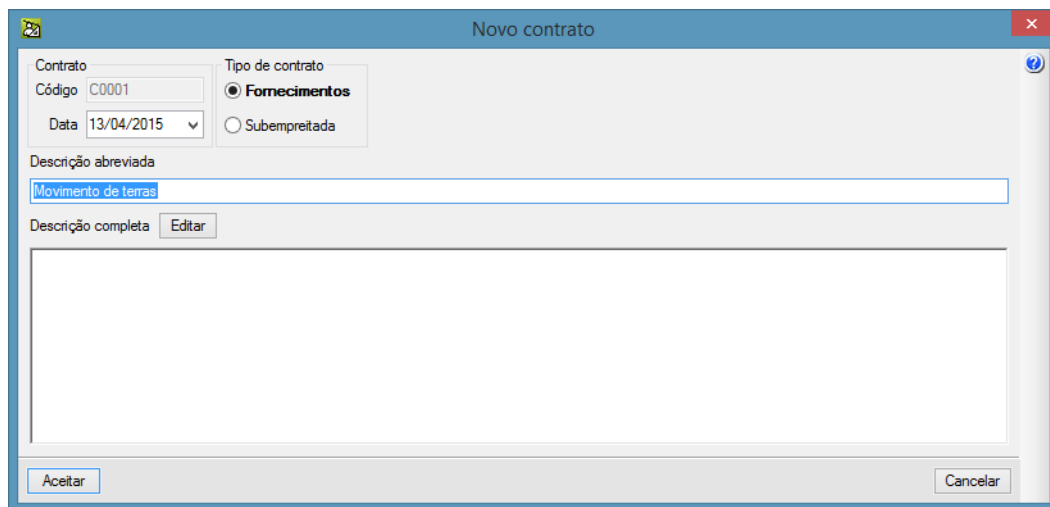 Novo contrato
Contrato
Código C0001
Data 13/04/2015
Tipo de contrato
Fornecimentos
Subempreitada
Descrição abreviada
Movimento de terras
Descrição completa Editar
Aceitar Cancelar